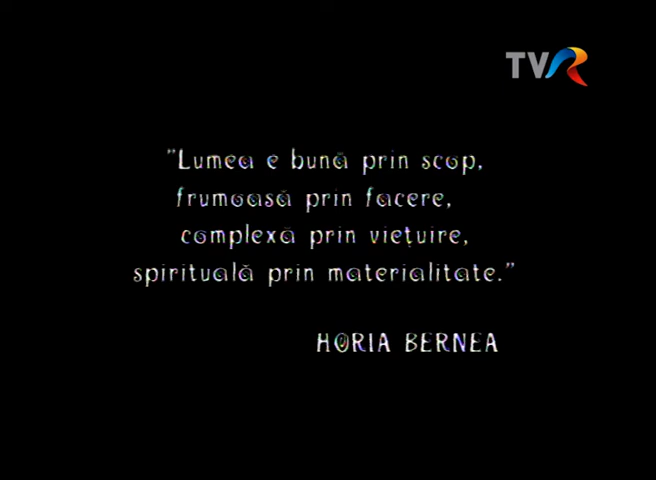 TVR
"Lumea e bună prin scop,
frumoasă prin facere,
complexă prin viețuire,
spirituală prin materialitate."
HORIA BERNEA